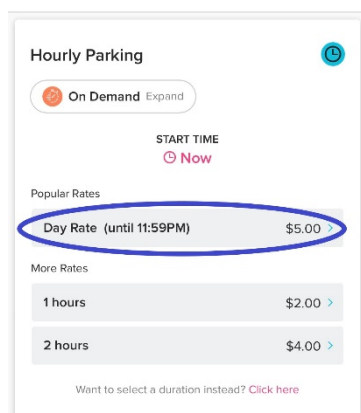 Hourly Parking
On Demand Expand
START TIME
Now
Popular Rates
Day Rate (until 11:59PM) $5.00
More Rates
1 hours $2.00
2 hours $4.00
Want to select a duration instead? Click here